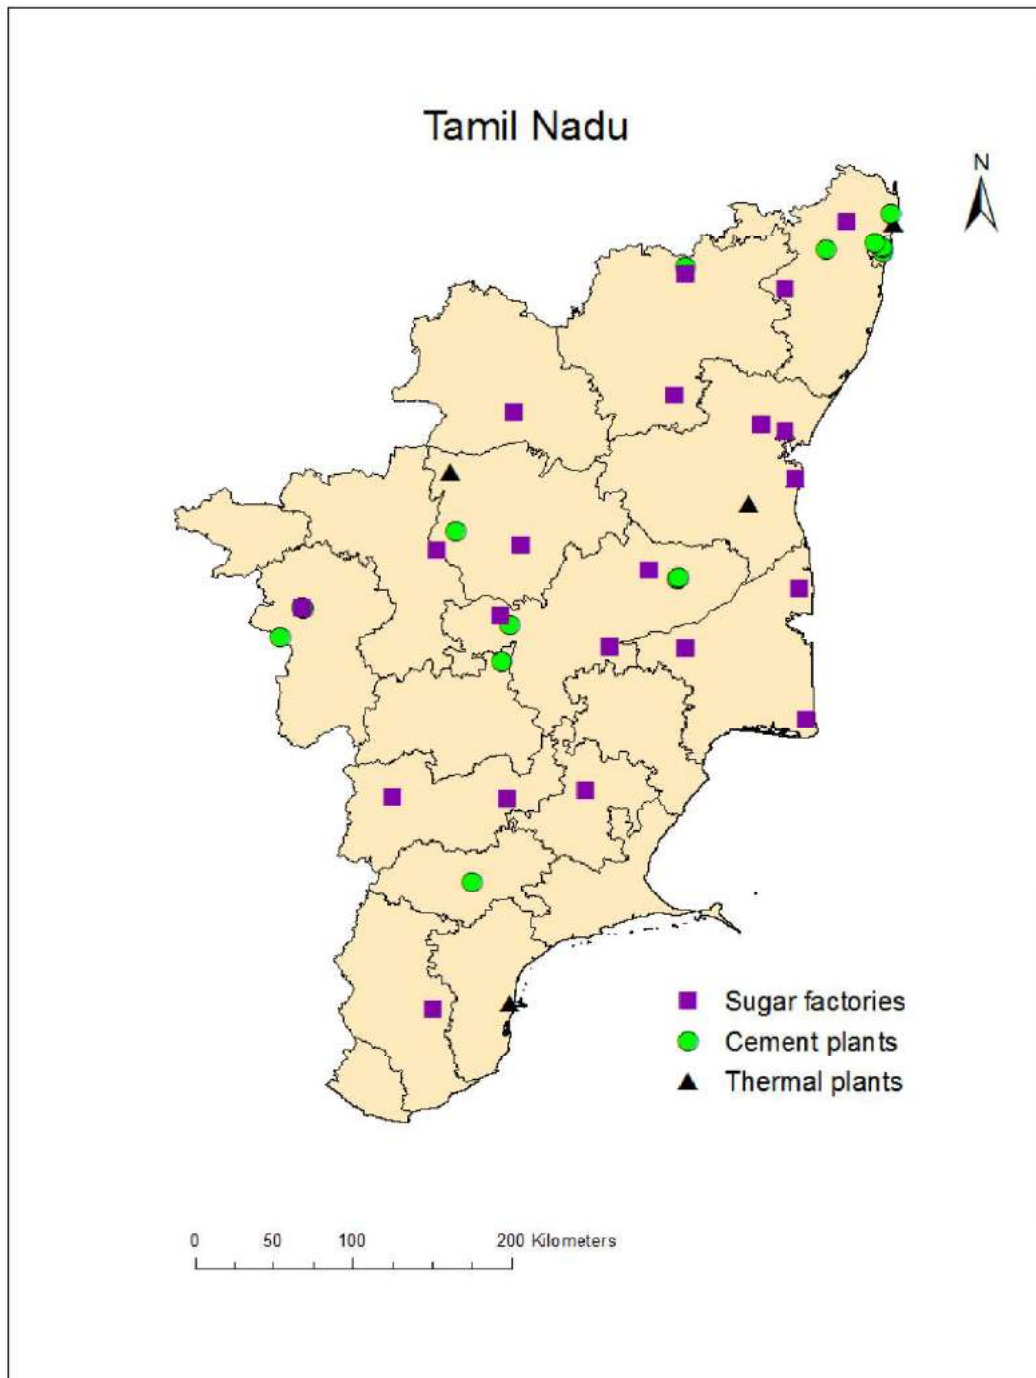 Tamil Nadu
N
Sugar factories
Cement plants
Thermal plants
0 50 100 200 Kilometers